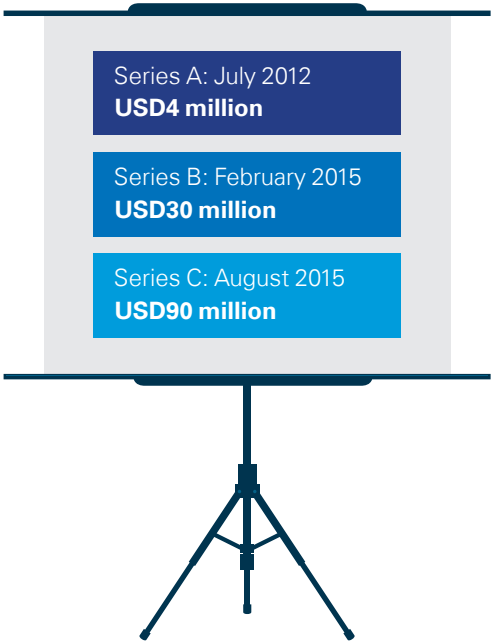 Series A: July 2012
USD4 million
Series B: February 2015
USD30 million
Series C: August 2015
USD90 million